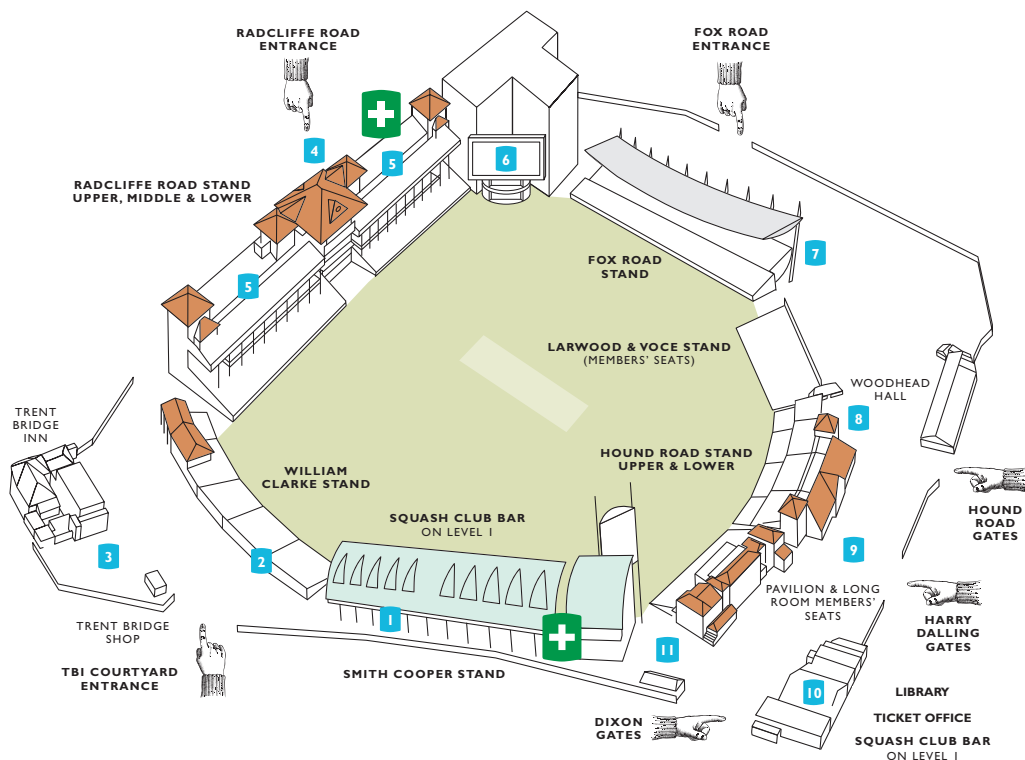 RADCLIFFE ROAD
ENTRANCE
FOX ROAD
ENTRANCE
4
5
6
RADCLIFFE ROAD STAND
UPPER, MIDDLE & LOWER
7
FOX ROAD
STAND
5
LARWOOD & VOCE STAND
(MEMBERS' SEATS)
WOODHEAD
HALL
8
TRENT
BRIDGE
INN
HOUND ROAD STAND
UPPER & LOWER
WILLIAM
CLARKE STAND
HOUND
ROAD
GATES
SQUASH CLUB BAR
ON LEVEL 1
3
2
9
PAVILION & LONG
ROOM MEMBERS'
SEATS
1
TRENT BRIDGE
SHOP
HARRY
DALLING
GATES
11
TBI COURTYARD
ENTRANCE
SMITH COOPER STAND
10
LIBRARY
TICKET OFFICE
DIXON
GATES
SQUASH CLUB BAR
ON LEVEL 1